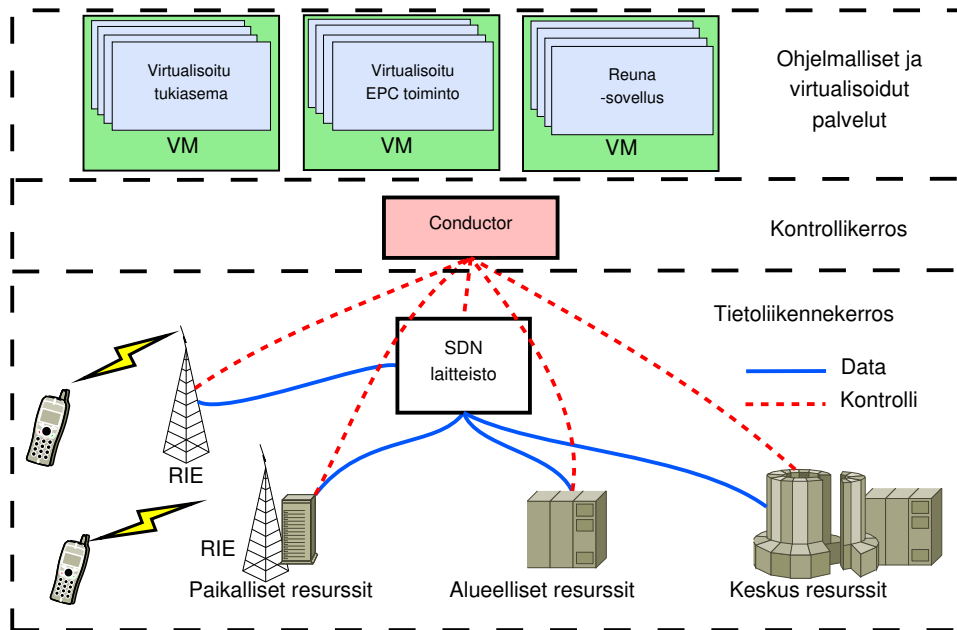 Virtualisoitu
tukiasema
VM
Virtualisoitu
EPC toiminto
VM
Reuna
-sovellus
VM
Ohjelmalliset ja
virtualisoidut
palvelut
Conductor
Kontrollikerros
Tietoliikennekerros
SDN
laitteisto
Data
Kontrolli
RIE
RIE
Paikalliset resurssit
Alueelliset resurssit
Keskus resurssit